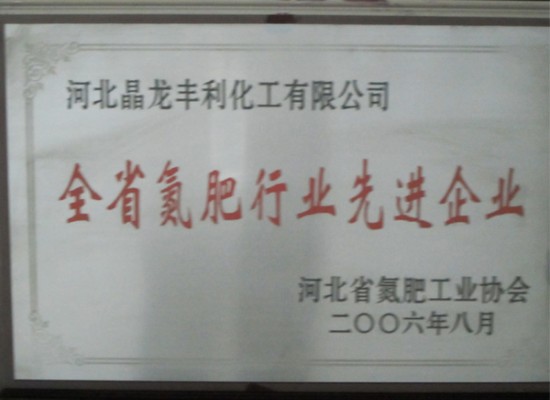 河北晶龙丰利化工有限公司
全省氮肥行业先进企业
河北省氮肥工业协会
二〇〇六年八月